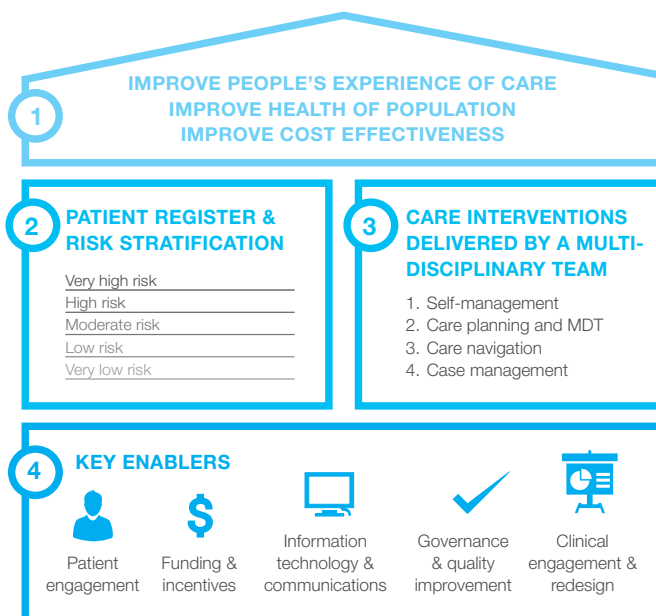 1
IMPROVE PEOPLE’S EXPERIENCE OF CARE
IMPROVE HEALTH OF POPULATION
IMPROVE COST EFFECTIVENESS
2
PATIENT REGISTER &
RISK STRATIFICATION
Very high risk
High risk
Moderate risk
Low risk
Very low risk
3
CARE INTERVENTIONS
DELIVERED BY A MULTI-
DISCIPLINARY TEAM
1. Self-management
2. Care planning and MDT
3. Care navigation
4. Case management
4
KEY ENABLERS
Patient
engagement
$
Funding &
incentives
Information
technology &
communications
Governance
& quality
improvement
Clinical
engagement &
redesign